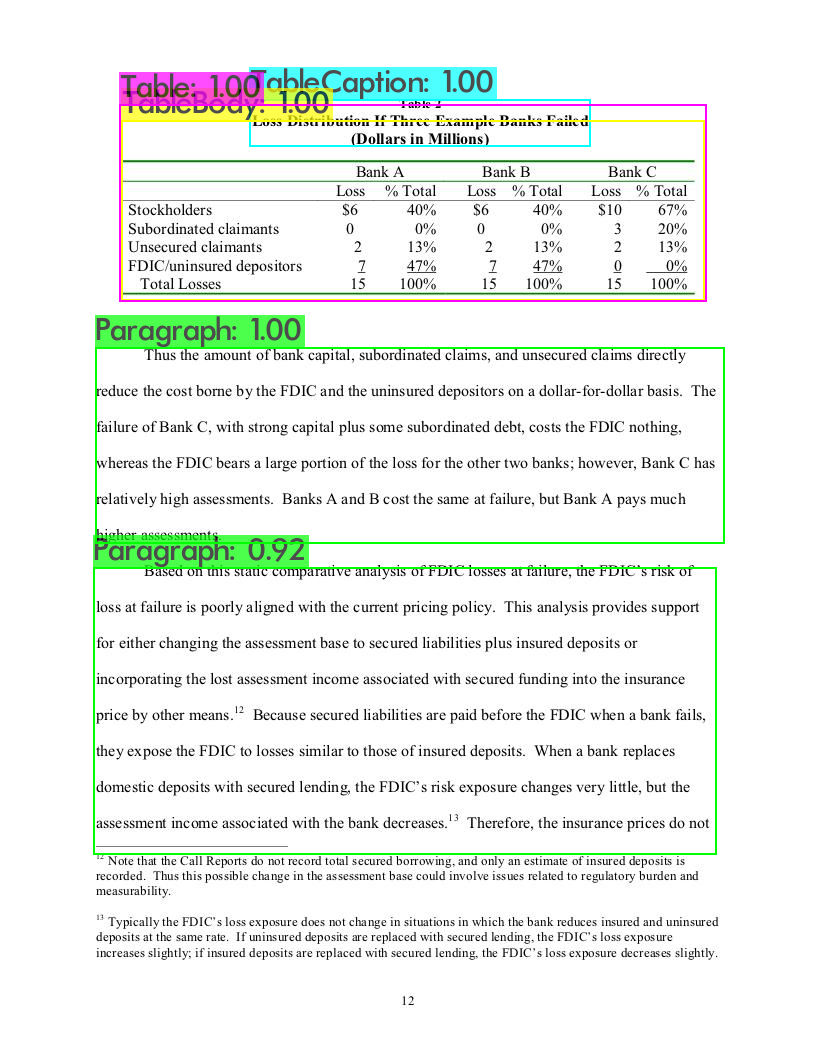 TableCaption: 1.00
Table: 1.00
TableBody: 1.00
Table 2
Loss Distribution If Three Example Banks Failed
(Dollars in Millions)
Bank A Bank B Bank C
Loss % Total Loss % Total Loss % Total
Stockholders $6 40% $6 40% $10 67%
Subordinated claimants 0 0% 0 0% 3 20%
Unsecured claimants 2 13% 2 13% 2 13%
FDIC/uninsured depositors 7 47% 7 47% 0 0%
Total Losses 15 100% 15 100% 15 100%
Paragraph: 1.00
Thus the amount of bank capital, subordinated claims, and unsecured claims directly
reduce the cost borne by the FDIC and the uninsured depositors on a dollar-for-dollar basis. The
failure of Bank C, with strong capital plus some subordinated debt, costs the FDIC nothing,
whereas the FDIC bears a large portion of the loss for the other two banks; however, Bank C has
relatively high assessments. Banks A and B cost the same at failure, but Bank A pays much
higher assessments.
Paragraph: 0.92
Based on this static comparative analysis of FDIC losses at failure, the FDIC's risk of
loss at failure is poorly aligned with the current pricing policy. This analysis provides support
for either changing the assessment base to secured liabilities plus insured deposits or
incorporating the lost assessment income associated with secured funding into the insurance
price by other means.12 Because secured liabilities are paid before the FDIC when a bank fails,
they expose the FDIC to losses similar to those of insured deposits. When a bank replaces
domestic deposits with secured lending, the FDIC's risk exposure changes very little, but the
assessment income associated with the bank decreases.13 Therefore, the insurance prices do not
12 Note that the Call Reports do not record total secured borrowing, and only an estimate of insured deposits is
recorded. Thus this possible change in the assessment base could involve issues related to regulatory burden and
measurability.
13 Typically the FDIC's loss exposure does not change in situations in which the bank reduces insured and uninsured
deposits at the same rate. If uninsured deposits are replaced with secured lending, the FDIC's loss exposure
increases slightly; if insured deposits are replaced with secured lending, the FDIC's loss exposure decreases slightly.
12